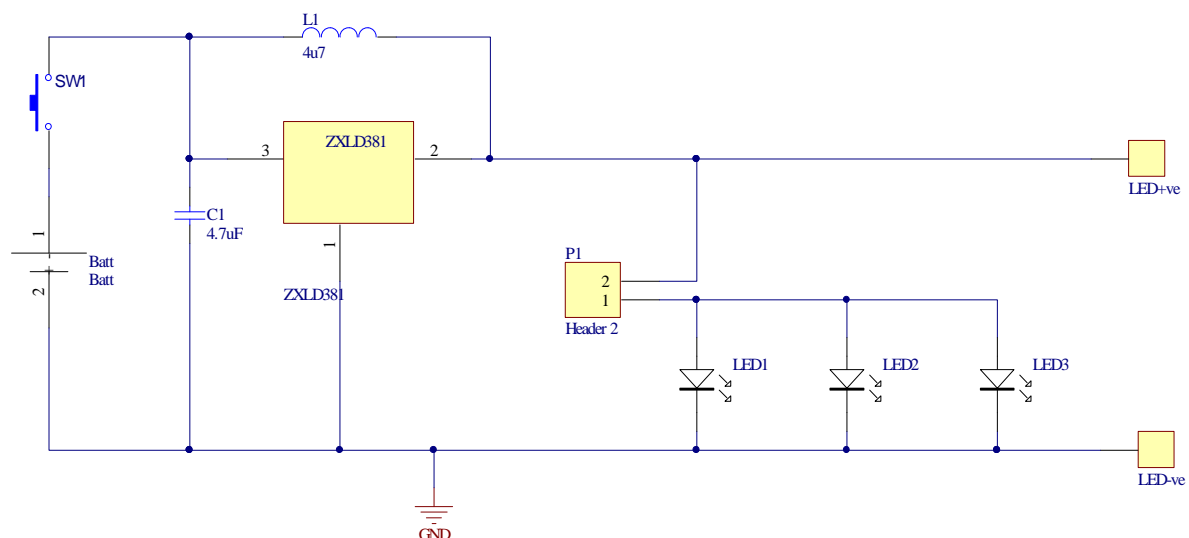 L1
4u7
SW1
3
ZXLD381
2
LED+ve
C1
4.7uF
1
1
Batt
Batt
2
ZXLD381
P1
2
1
Header 2
LED1
LED2
LED3
LED-ve
GND